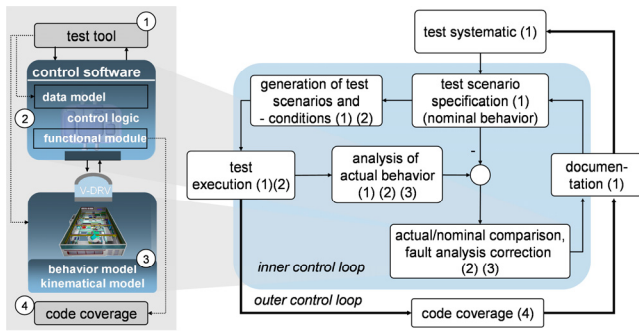 1
test tool
control software
data model
2
control logic
functional module
V-DRV
3
behavior model
kinematical model
4
code coverage
test systematic (1)
generation of test
scenarios and
- conditions (1) (2)
test scenario
specification (1)
(nominal behavior)
-
test
execution (1)(2)
analysis of
actual behavior
(1) (2) (3)
documen-
tation (1)
actual/nominal comparison,
fault analysis correction
(2) (3)
inner control loop
outer control loop
code coverage (4)